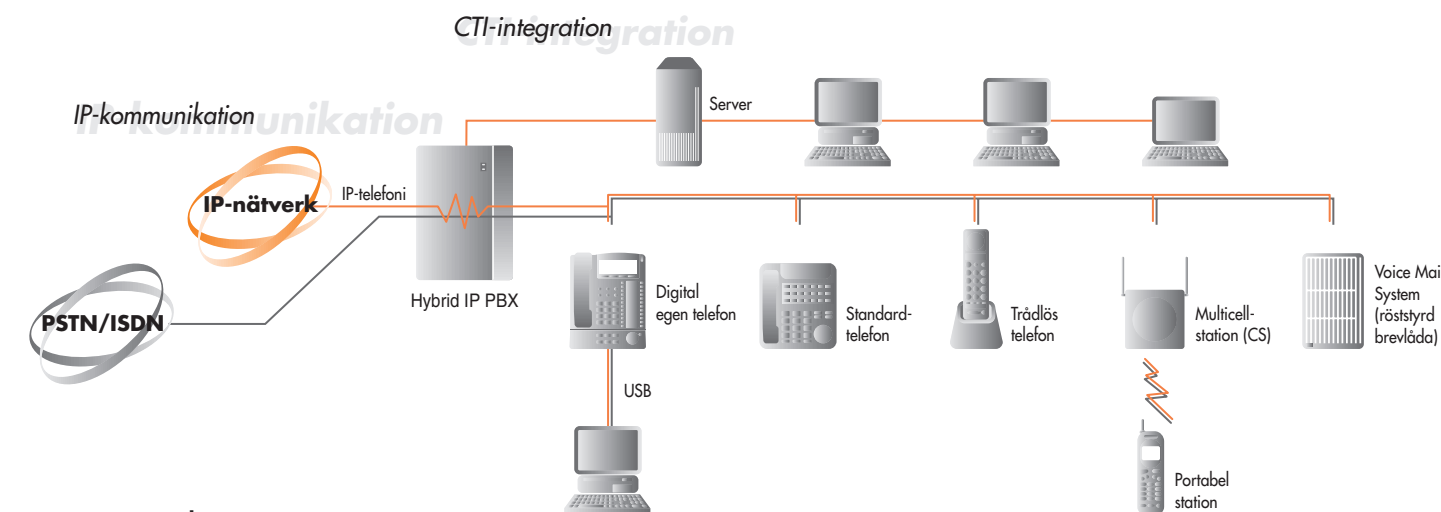 CTI-integration
IP-kommunikation
Server
IP-telefoni
IP-nätverk
PSTN/ISDN
Hybrid IP PBX
Digital
egen telefon
Standard-
telefon
Trådlös
telefon
Multicell-
station (CS)
Voice Mai
System
(röststyrd
brevlåda)
USB
Portabel
station